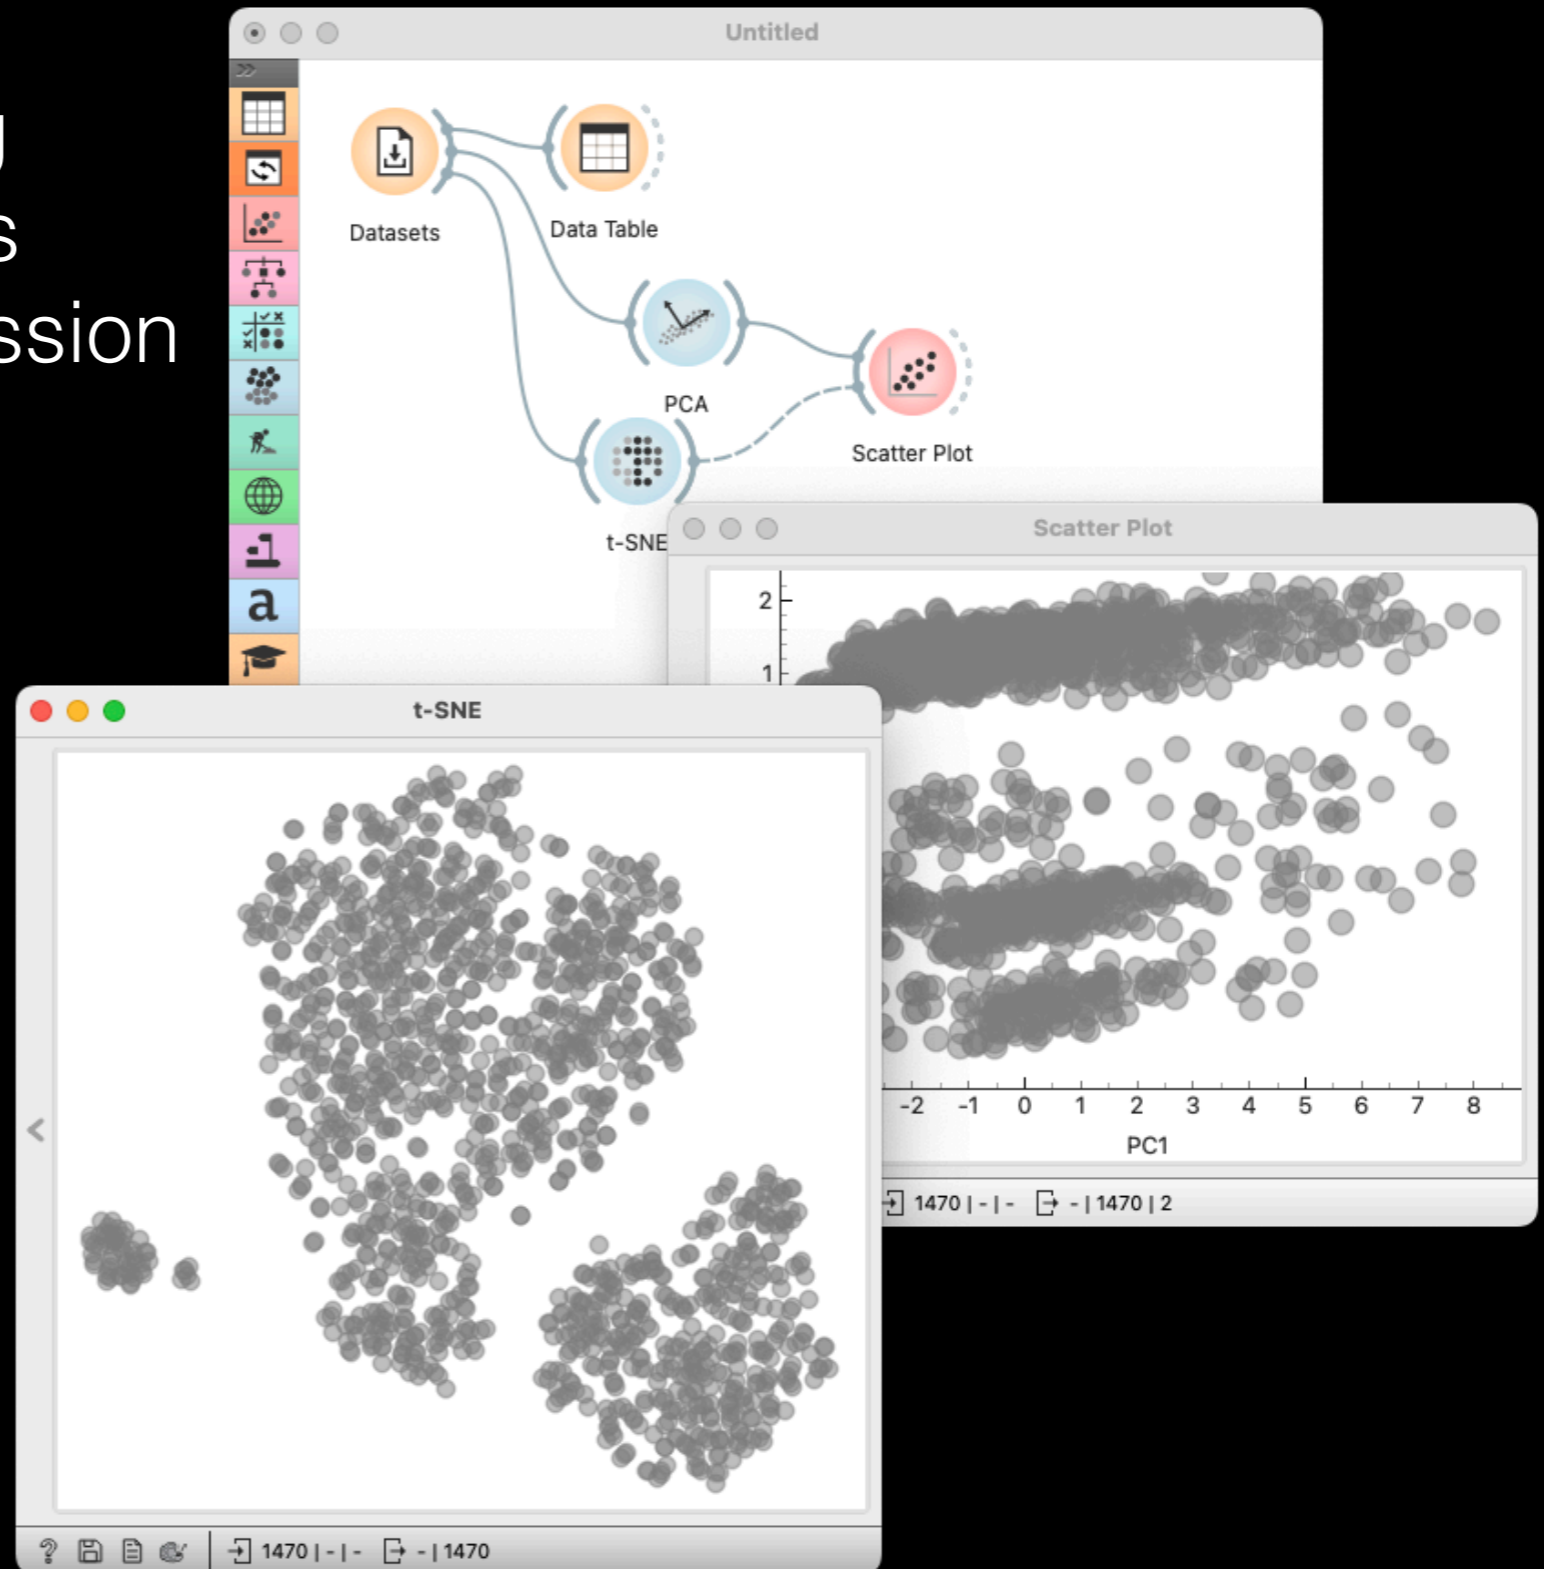 Untitled
ssion
Datasets
Data Table
PCA
Scatter Plot
t-SNE
Scatter Plot
2
1
-2 -1 0 1 2 3 4 5 6 7 8
PC1
1470 | - | - - | 1470 | 2
t-SNE
1470 | - | - - | 1470
a